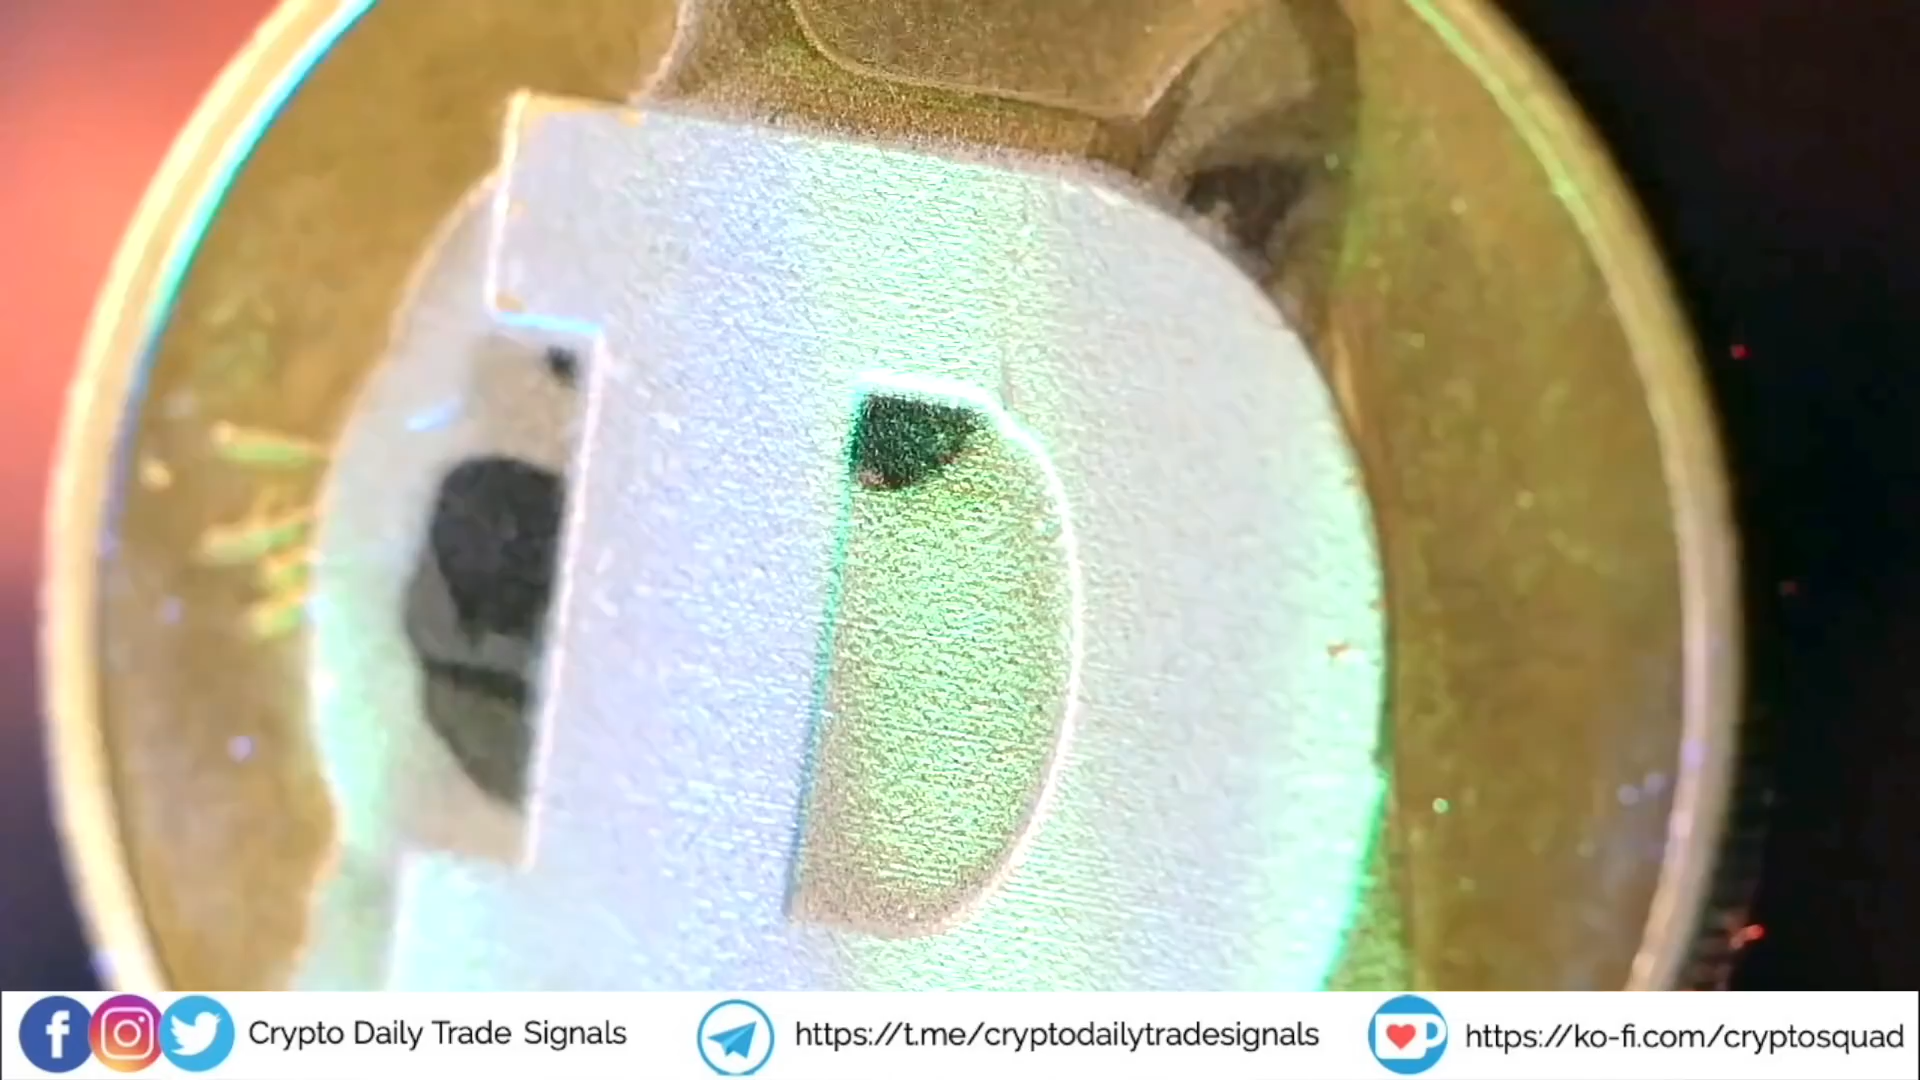 Crypto Daily Trade Signals
https://t.me/cryptodailytradesignals
https://ko-fi.com/cryptosquad